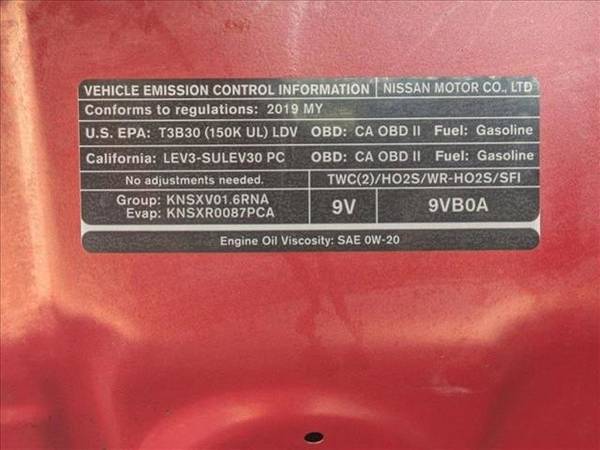 VEHICLE EMISSION CONTROL INFORMATION NISSAN MOTOR CO., LTD
Conforms to regulations: 2019 MY
U.S. EPA: T3B30 (150K UL) LDV OBD: CA OBD II Fuel: Gasoline
California: LEV3-SULEV30 PC OBD: CA OBD II Fuel: Gasoline
No adjustments needed. TWC(2)/HO2S/WR-HO2S/SFI
Group: KNSXV01.6RNA
Evap: KNSXR0087PCA
9V 9VB0A
Engine Oil Viscosity: SAE 0W-20